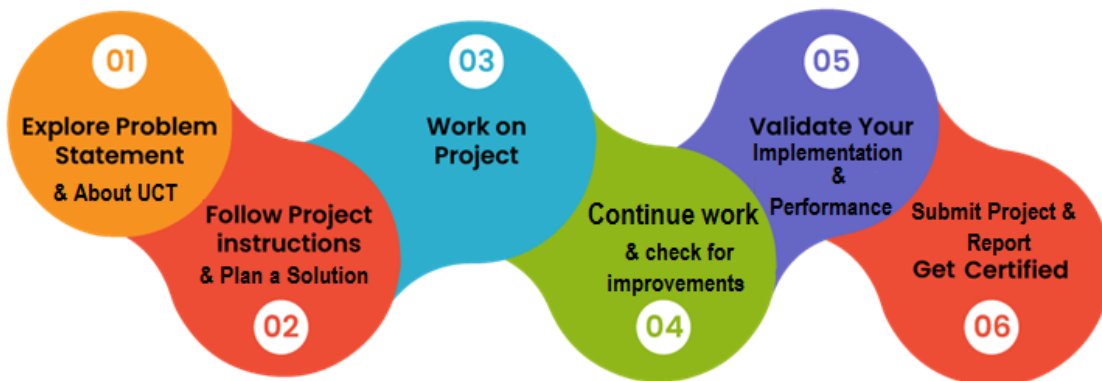 01
Explore Problem
Statement
& About UCT
Follow Project
instructions
& Plan a Solution
02
03
Work on
Project
Continue work
& check for
improvements
04
05
Validate Your
Implementation
&
Performance
Submit Project &
Report
Get Certified
06